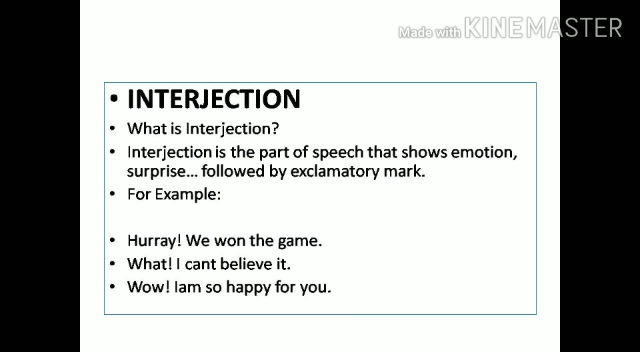 Made with KINEMASTER
• INTERJECTION
• What is Interjection?
• Interjection is the part of speech that shows emotion,
surprise... followed by exclamatory mark.
• For Example:
• Hurray! We won the game.
• What! I cant believe it.
• Wow! Iam so happy for you.